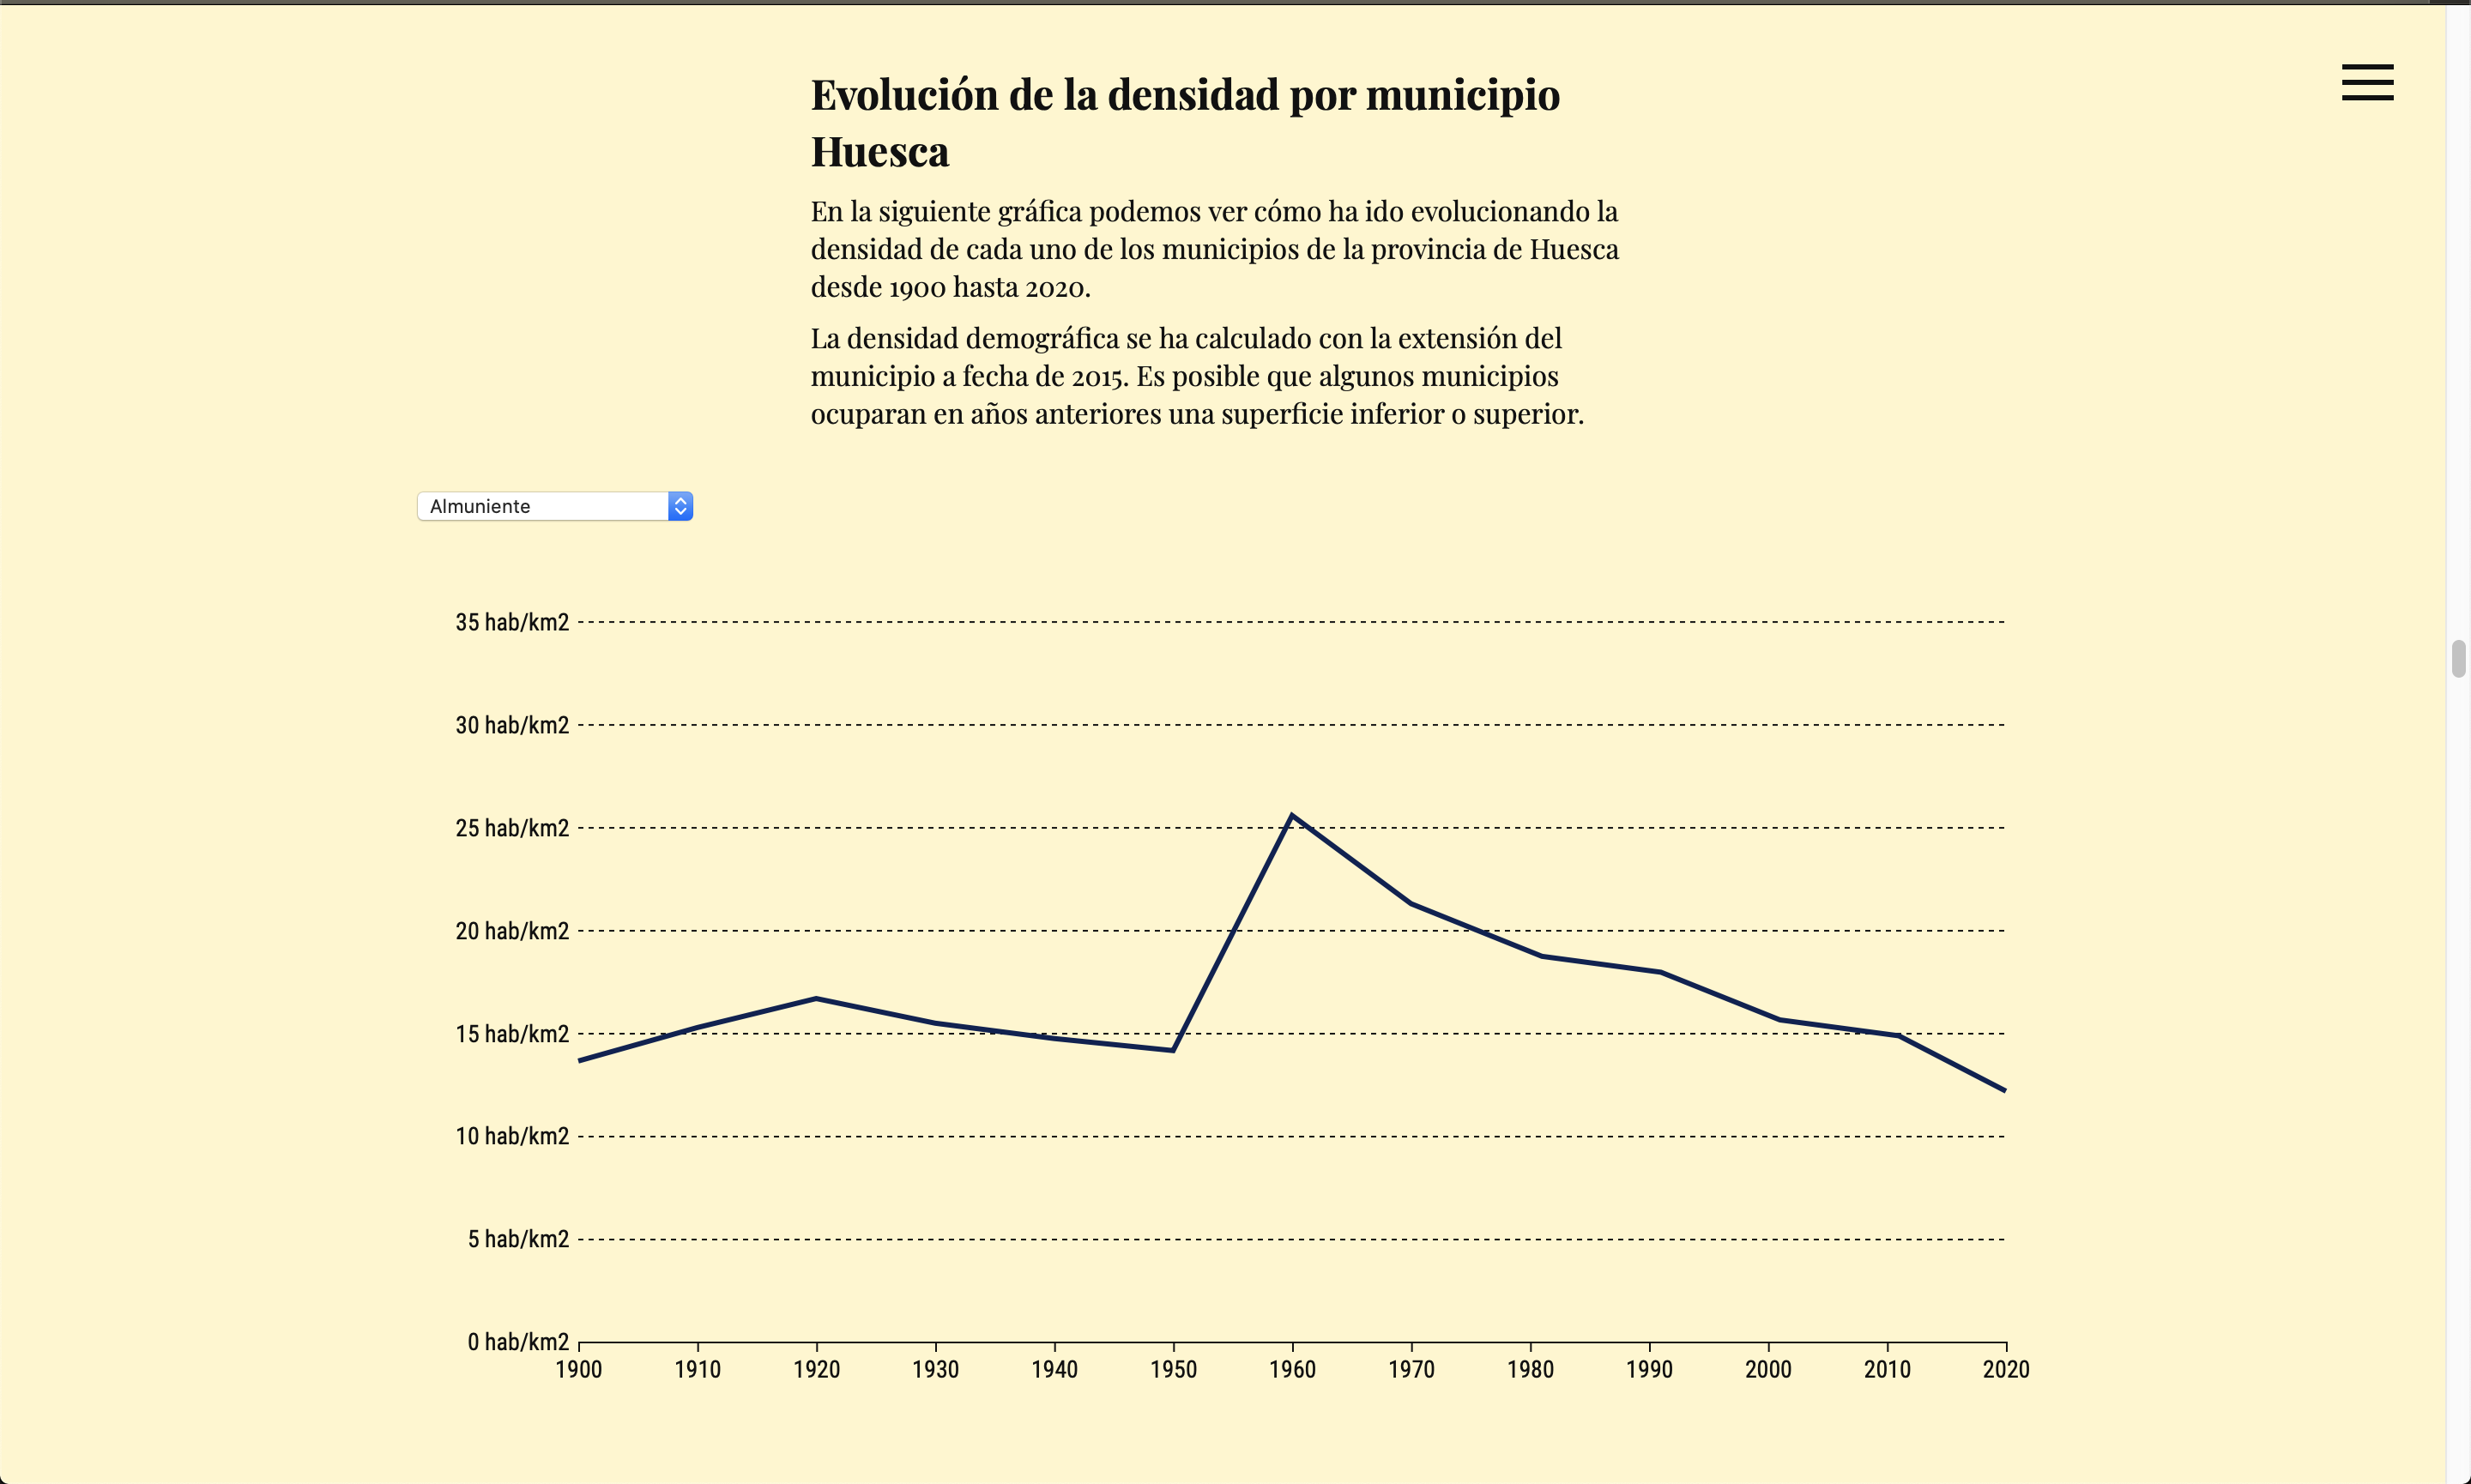 Evolución de la densidad por municipio
Huesca
En la siguiente gráfica podemos ver cómo ha ido evolucionando la
densidad de cada uno de los municipios de la provincia de Huesca
desde 1900 hasta 2020.
La densidad demográfica se ha calculado con la extensión del
municipio a fecha de 2015. Es posible que algunos municipios
ocuparan en años anteriores una superficie inferior o superior.
Almuniente
35 hab/km2
30 hab/km2
25 hab/km2
20 hab/km2
15 hab/km2
10 hab/km2
5 hab/km2
0 hab/km2
1900 1910 1920 1930 1940 1950 1960 1970 1980 1990 2000 2010 2020